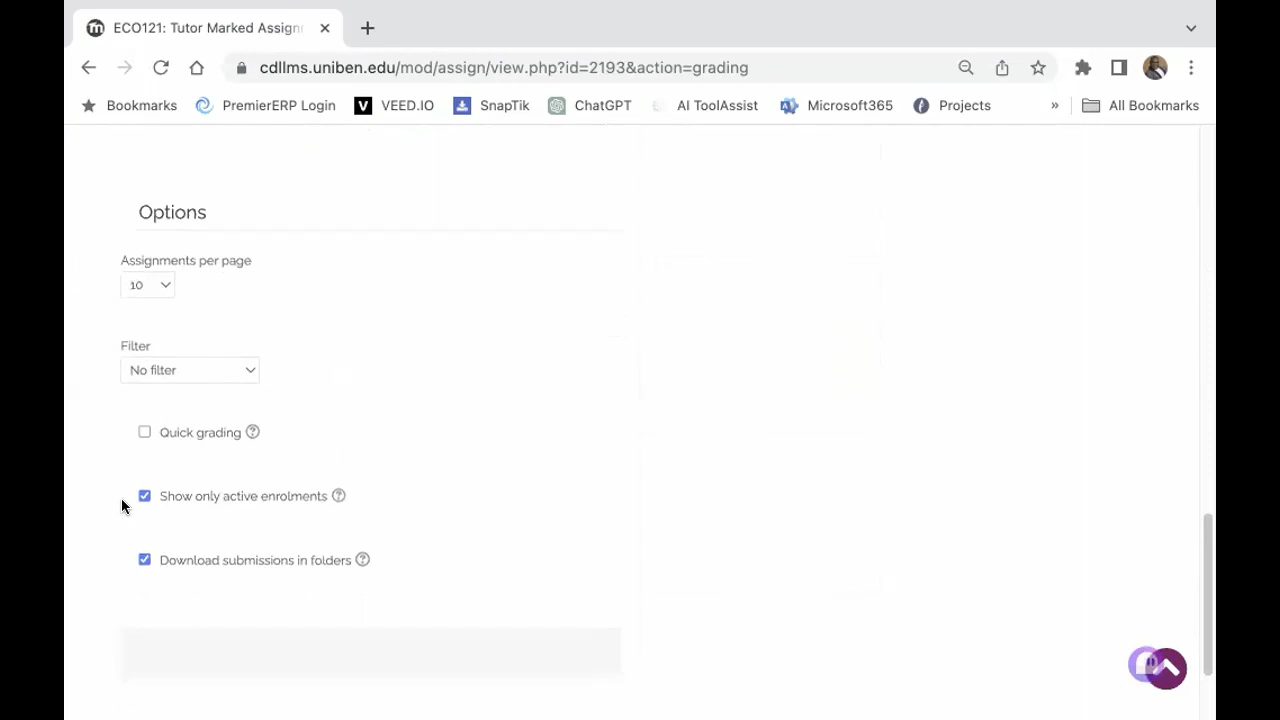 ECO121: Tutor Marked Assign
cdllms.uniben.edu/mod/assign/view.php?id=2193&action=grading
Bookmarks PremierERP Login VEED.IO SnapTik ChatGPT AI ToolAssist Microsoft365 Projects » All Bookmarks
Options
Assignments per page
10
Filter
No filter
Quick grading
Show only active enrolments
Download submissions in folders